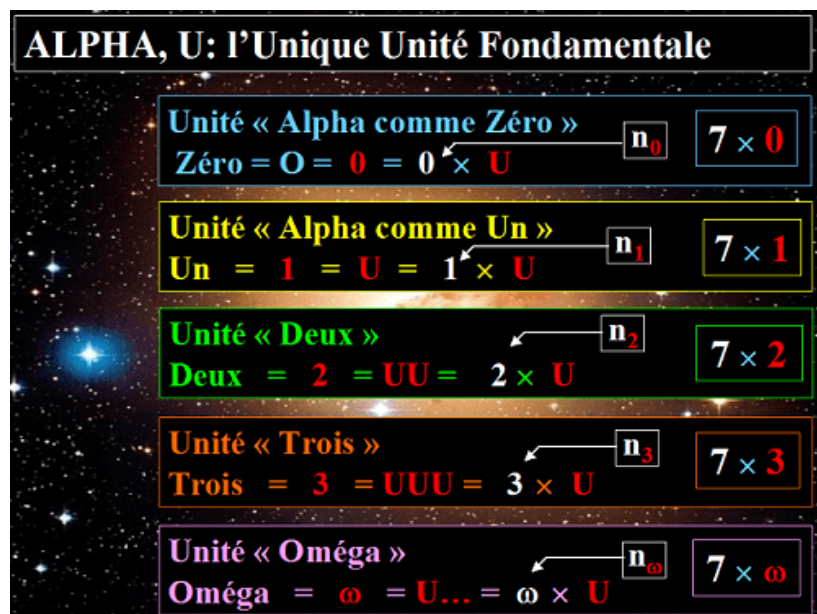 ALPHA, U: l'Unique Unité Fondamentale
Unité « Alpha comme Zéro »
Zéro = O = 0 = 0 × U
n₀
7 × 0
Unité « Alpha comme Un »
Un = 1 = U = 1 × U
n₁
7 × 1
Unité « Deux »
Deux = 2 = UU = 2 × U
n₂
7 × 2
Unité « Trois »
Trois = 3 = UUU = 3 × U
n₃
7 × 3
Unité « Oméga »
Oméga = ω = U... = ω × U
n_ω
7 × ω